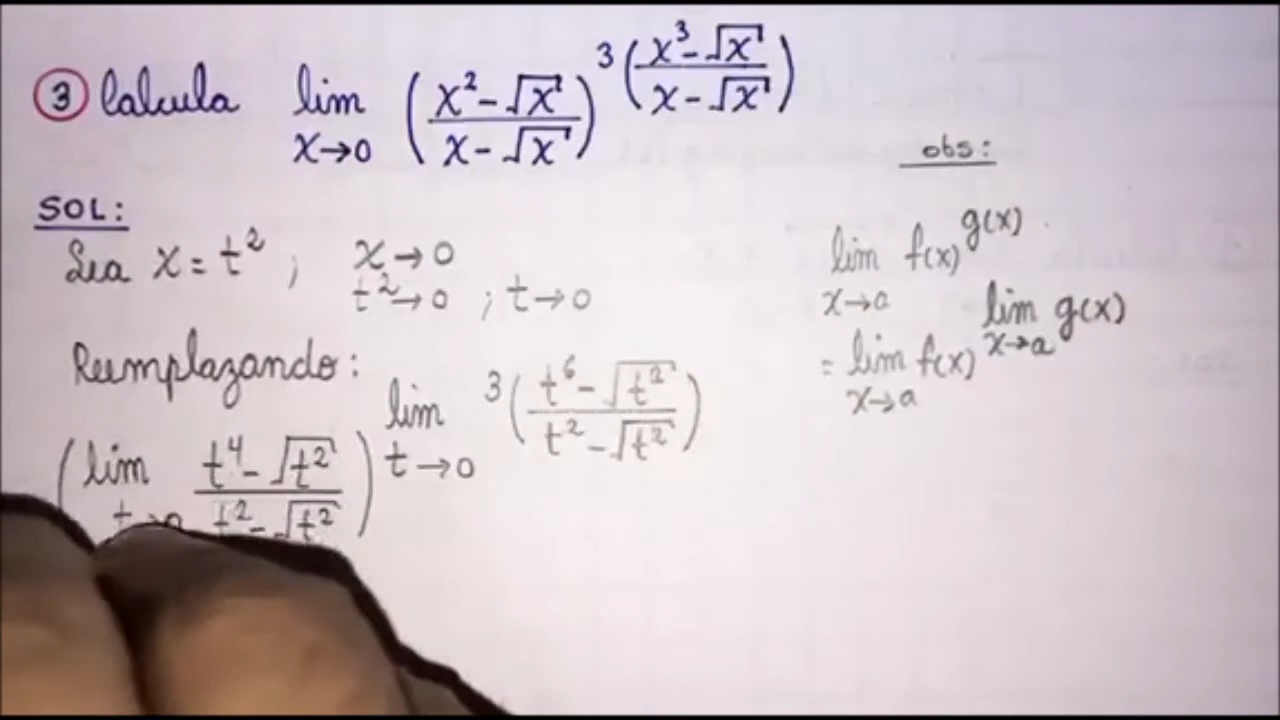 ③ Calcula lim x→0 ((x² - √x)/(x - √x))^(3((x³ - √x)/(x - √x)))
obs:
SOL:
Sea x = t² ; x→0
t²→0 ; t→0
lim x→a f(x)^g(x)
= lim x→a f(x)^(lim x→a g(x))
Reemplazando:
(lim t→0 (t⁴ - √t²)/(t² - √t²))^(lim t→0 3((t⁶ - √t²)/(t² - √t²)))